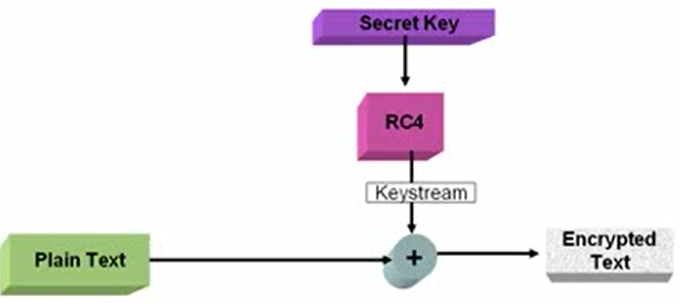 Secret Key
RC4
Keystream
Plain Text
+
Encrypted
Text